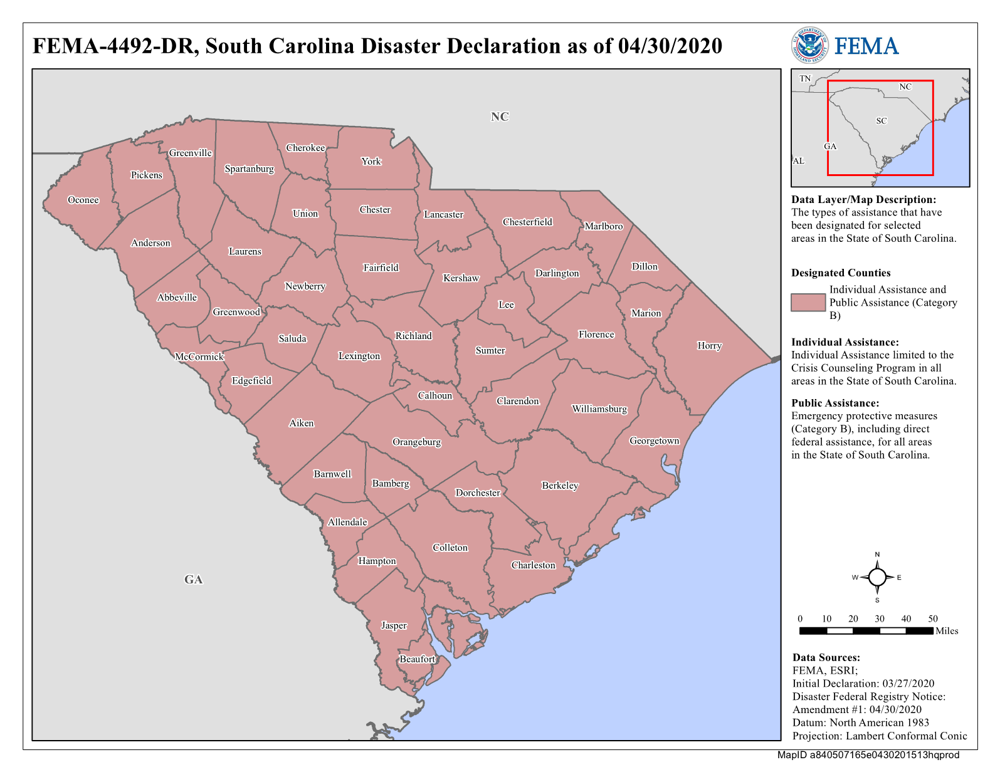 FEMA-4492-DR, South Carolina Disaster Declaration as of 04/30/2020
U.S. DEPARTMENT OF HOMELAND SECURITY
FEMA
NC
Greenville
Cherokee
York
Spartanburg
Pickens
Oconee
Union
Chester
Lancaster
Chesterfield
Marlboro
Anderson
Laurens
Fairfield
Kershaw
Darlington
Dillon
Newberry
Abbeville
Greenwood
Lee
Marion
Saluda
Richland
Florence
Horry
McCormick
Lexington
Sumter
Edgefield
Calhoun
Clarendon
Williamsburg
Aiken
Orangeburg
Georgetown
Barnwell
Bamberg
Dorchester
Berkeley
Allendale
Colleton
Hampton
Charleston
GA
Jasper
Beaufort
TN
NC
SC
GA
AL
Data Layer/Map Description:
The types of assistance that have
been designated for selected
areas in the State of South Carolina.
Designated Counties
Individual Assistance and
Public Assistance (Category
B)
Individual Assistance:
Individual Assistance limited to the
Crisis Counseling Program in all
areas in the State of South Carolina.
Public Assistance:
Emergency protective measures
(Category B), including direct
federal assistance, for all areas
in the State of South Carolina.
N
W E
S
0 10 20 30 40 50
Miles
Data Sources:
FEMA, ESRI;
Initial Declaration: 03/27/2020
Disaster Federal Registry Notice:
Amendment #1: 04/30/2020
Datum: North American 1983
Projection: Lambert Conformal Conic
MapID a840507165e0430201513hqprod